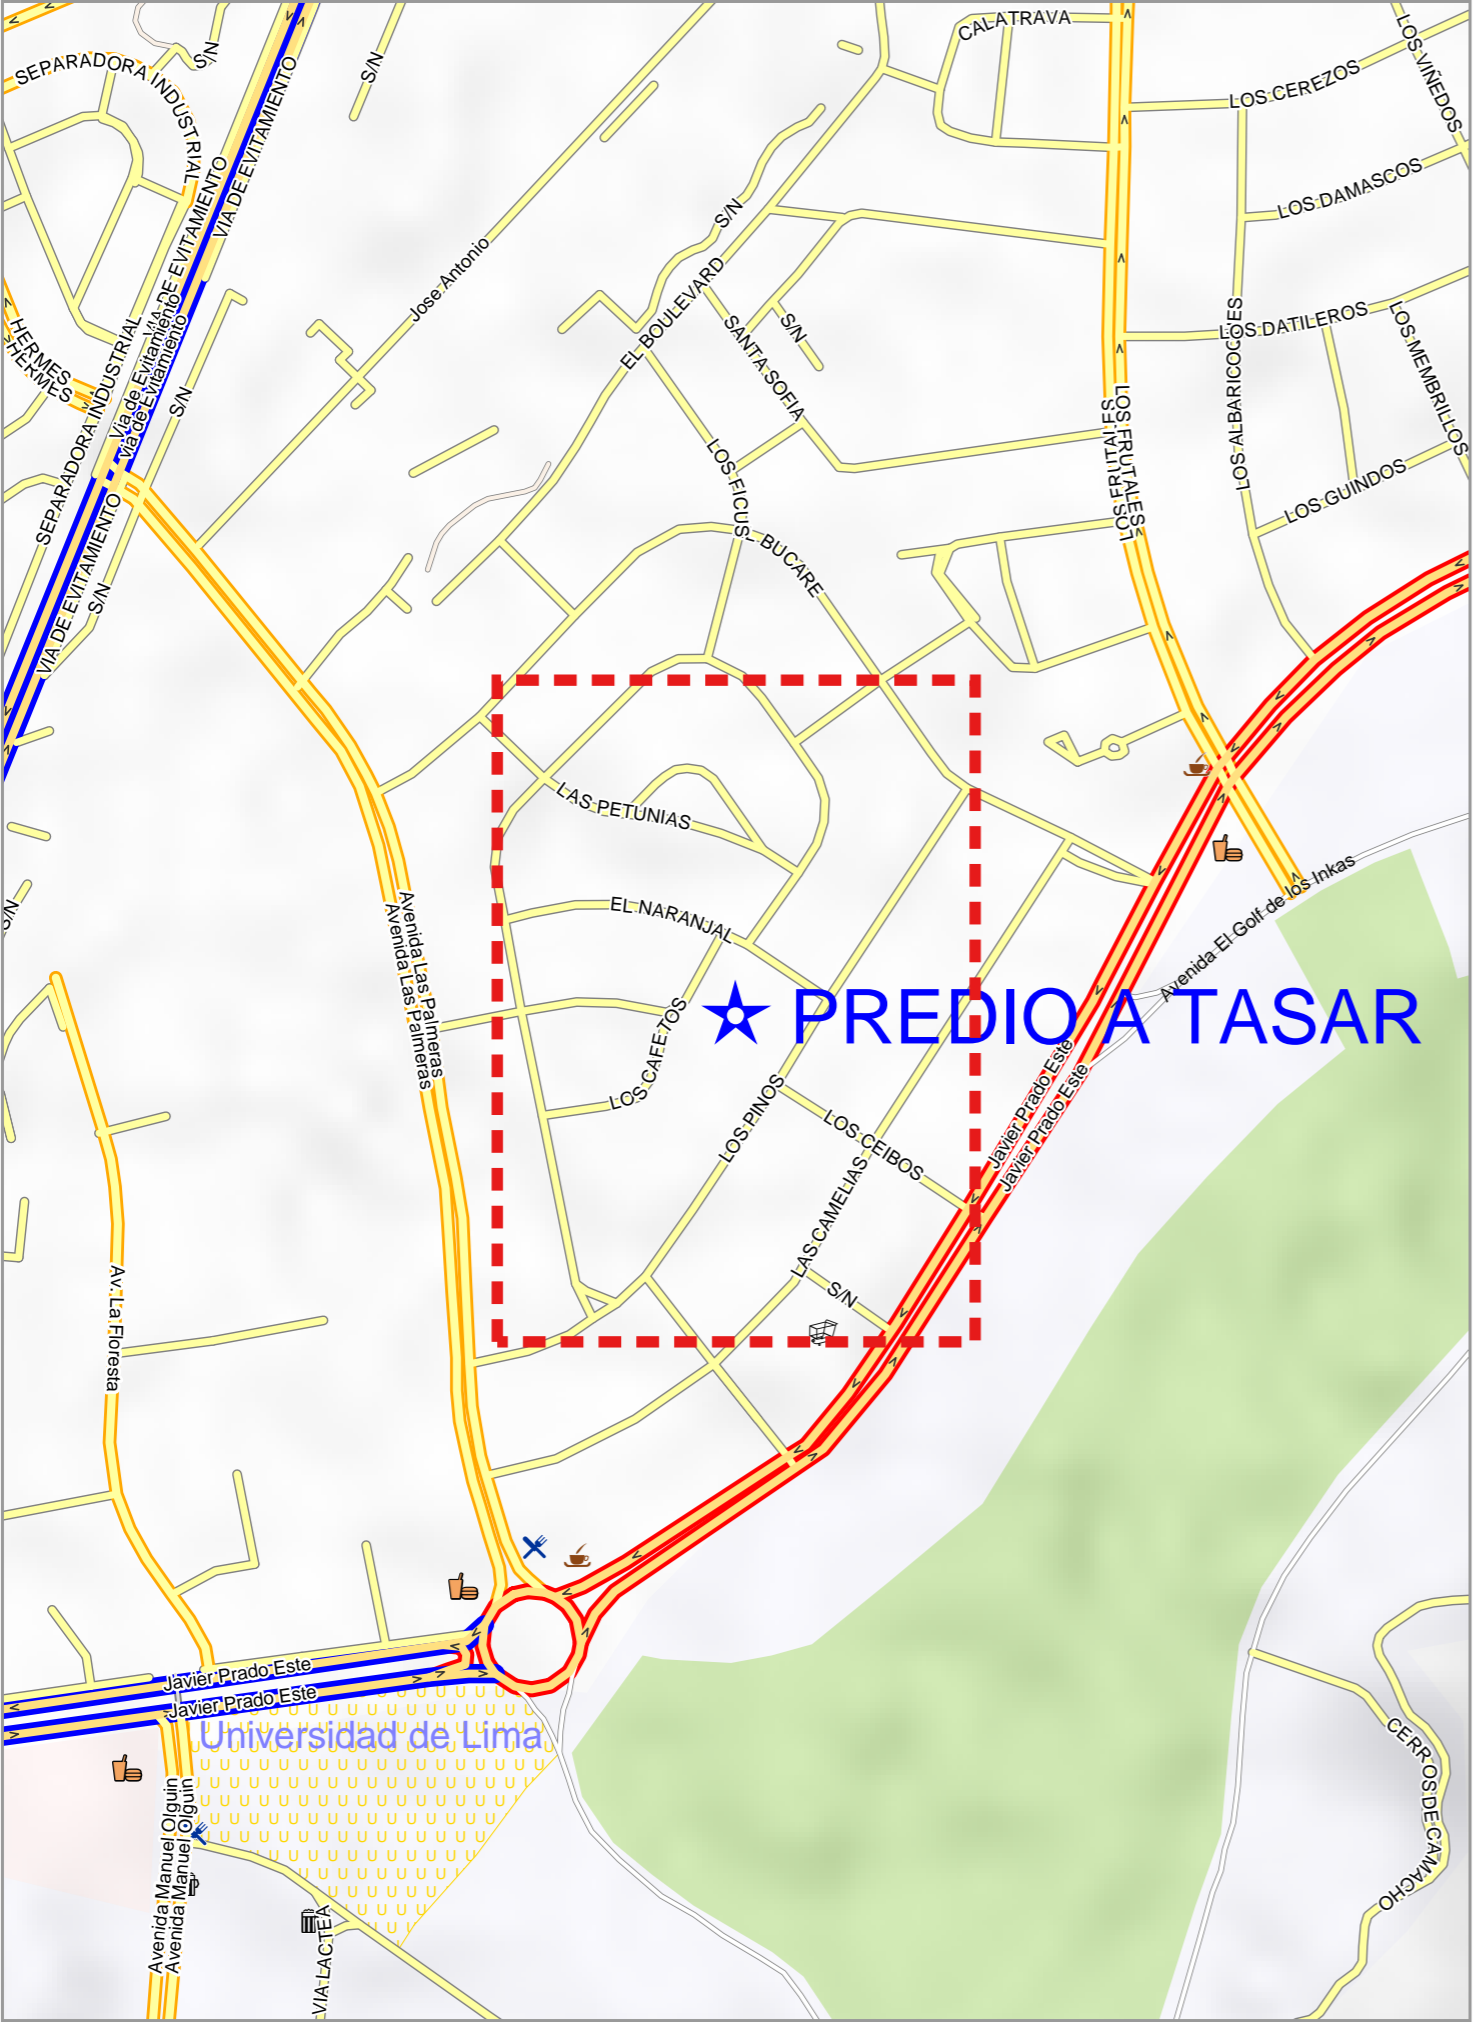 CALATRAVA
LOS VIÑEDOS
S/N
S/N
SEPARADORA INDUSTRIAL
VIA DE EVITAMIENTO
LOS CEREZOS
LOS DAMASCOS
VIA DE EVITAMIENTO
S/N
Jose Antonio
EL BOULEVARD
SANTA SOFIA
S/N
LOS DATILEROS
LOS ALBARICOQUES
LOS MEMBRILLOS
HERMES
HERMES
Via de Evitamiento
Via de Evitamiento
SEPARADORA INDUSTRIAL
S/N
LOS FRUTALES
LOS FRUTALES
LOS FICUS
LOS GUINDOS
VIA DE EVITAMIENTO
S/N
BUCARE
LAS PETUNIAS
Avenida El Golf de los Inkas
S/N
Avenida Las Palmeras
Avenida Las Palmeras
EL NARANJAL
PREDIO A TASAR
LOS CAFETOS
LOS PINOS
LOS CEIBOS
Javier Prado Este
Javier Prado Este
LAS CAMELIAS
S/N
Av. La Floresta
Javier Prado Este
Javier Prado Este
Universidad de Lima
CERROS DE CAMACHO
Avenida Manuel Olguin
Avenida Manuel Olguin
VIA LACTEA